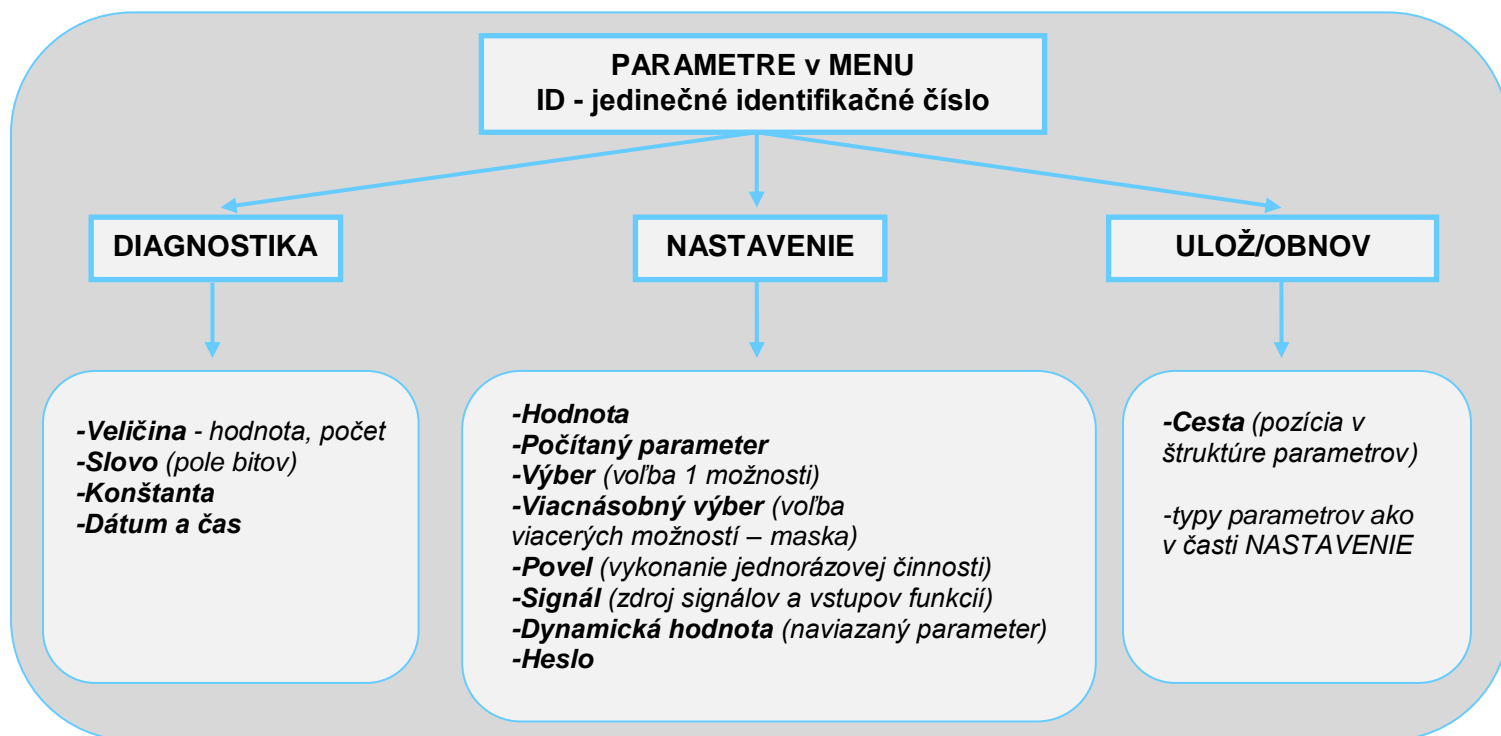 PARAMETRE v MENU
ID - jedinečné identifikačné číslo
DIAGNOSTIKA
NASTAVENIE
ULOŽ/OBNOV
-Veličina - hodnota, počet
-Slovo (pole bitov)
-Konštanta
-Dátum a čas
-Hodnota
-Počítaný parameter
-Výber (voľba 1 možnosti)
-Viacnásobný výber (voľba
viacerých možností – maska)
-Povel (vykonanie jednorázovej činnosti)
-Signál (zdroj signálov a vstupov funkcií)
-Dynamická hodnota (naviazaný parameter)
-Heslo
-Cesta (pozícia v
štruktúre parametrov)
-typy parametrov ako
v časti NASTAVENIE